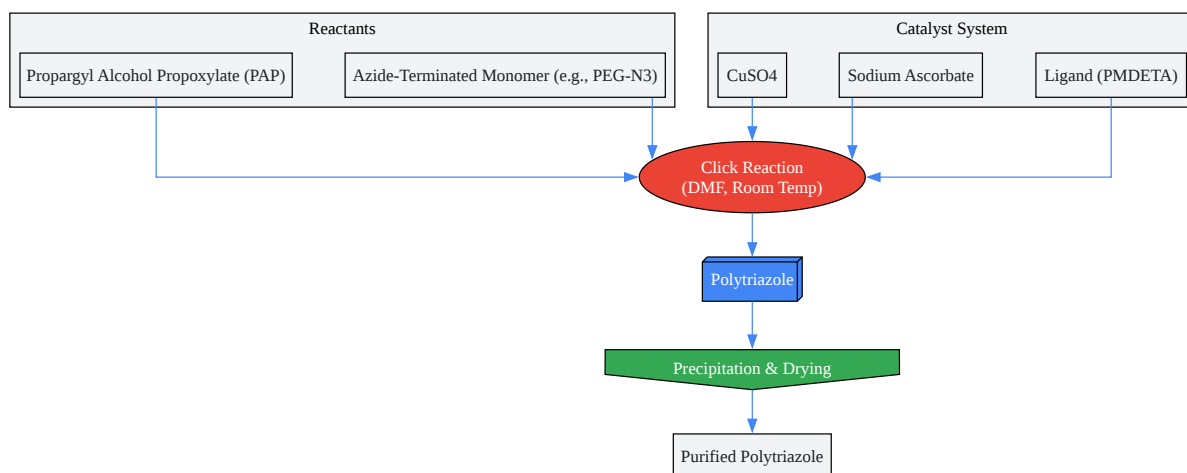 Reactants
Catalyst System
Propargyl Alcohol Propoxylate (PAP)
Azide-Terminated Monomer (e.g., PEG-N3)
CuSO4
Sodium Ascorbate
Ligand (PMDETA)
Click Reaction
(DMF, Room Temp)
Polytriazole
Precipitation & Drying
Purified Polytriazole